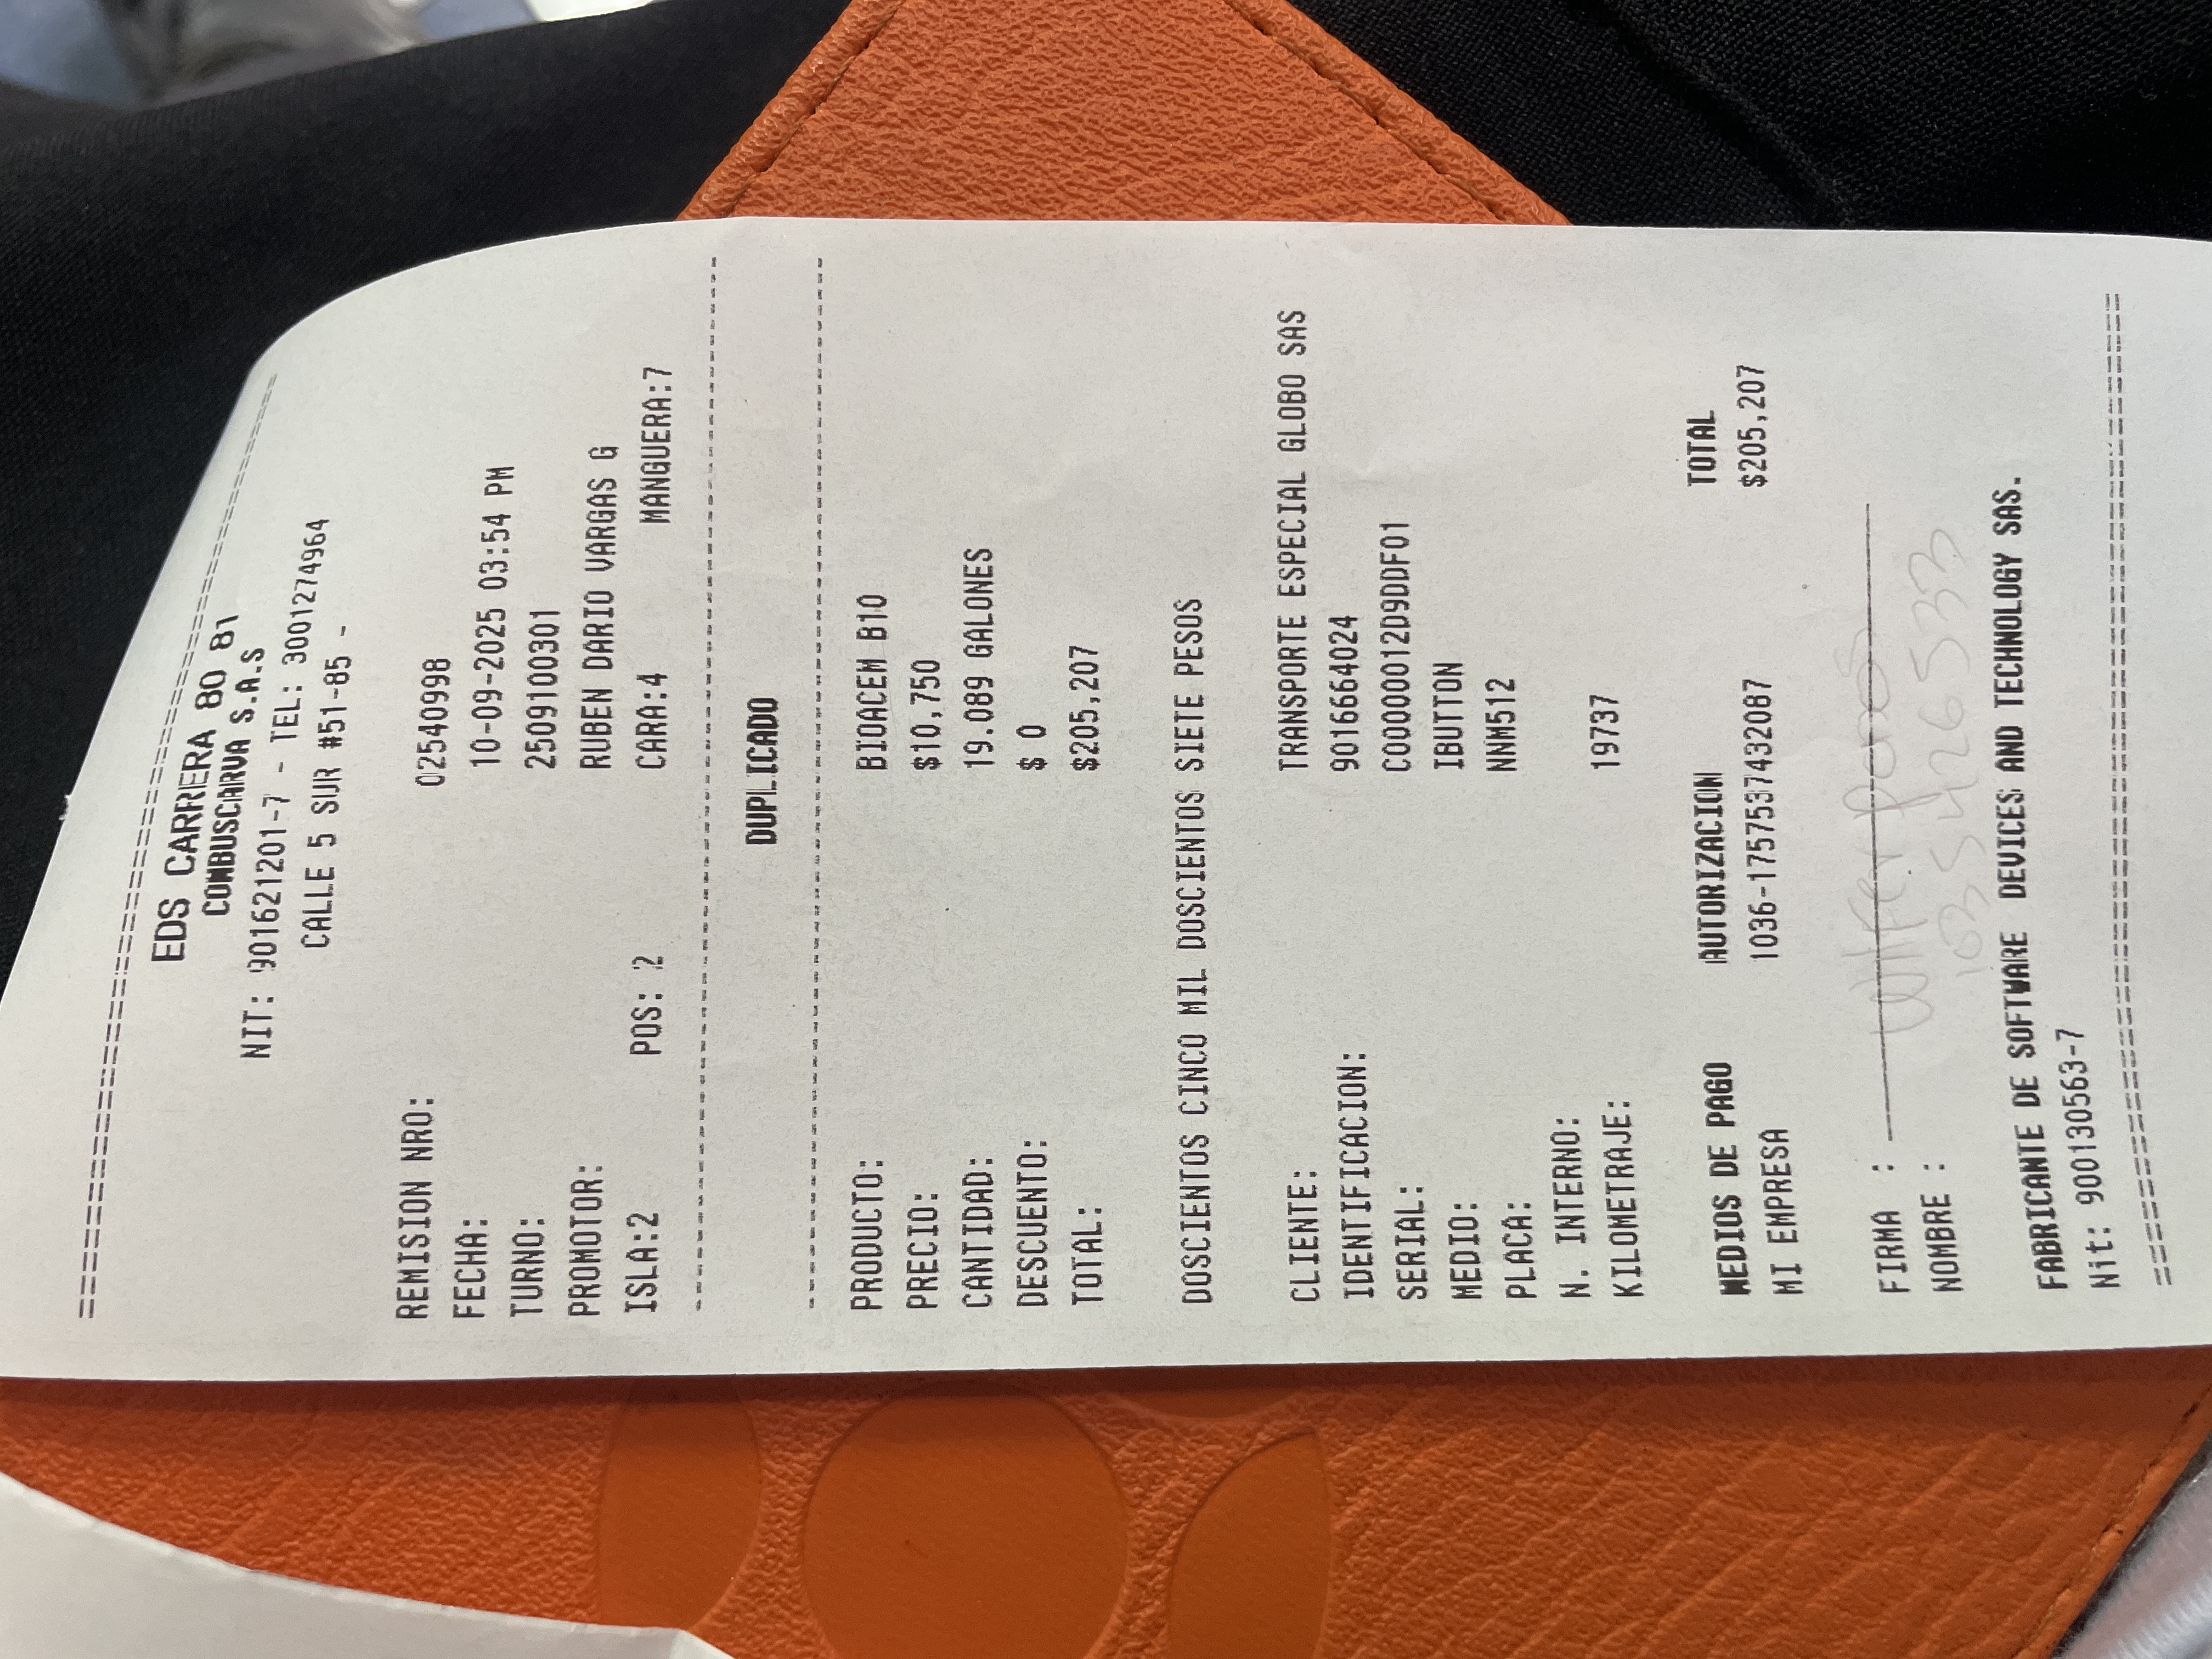 ================================================
EDS CARRERA 80 81
COMBUSCARVA S.A.S
NIT: 901621201-7 - TEL: 3001274964
CALLE 5 SUR #51-85 -
REMISION NRO: 02540998
FECHA: 10-09-2025 03:54 PM
TURNO: 2509100301
PROMOTOR: RUBEN DARIO VARGAS G
ISLA:2 POS: 2 CARA:4 MANGUERA:7
------------------------------------------------
DUPLICADO
------------------------------------------------
PRODUCTO: BIOACEM B10
PRECIO: $10,750
CANTIDAD: 19.089 GALONES
DESCUENTO: $ 0
TOTAL: $205,207
DOSCIENTOS CINCO MIL DOSCIENTOS SIETE PESOS
CLIENTE: TRANSPORTE ESPECIAL GLOBO SAS
IDENTIFICACION: 9016664024
SERIAL: C0000012D9DDF01
MEDIO: IBUTTON
PLACA: NNM512
N. INTERNO:
KILOMETRAJE: 19737
MEDIOS DE PAGO AUTORIZACION TOTAL
MI EMPRESA 1036-1757537432087 $205,207
FIRMA :
NOMBRE : 1035426533
FABRICANTE DE SOFTWARE DEVICES AND TECHNOLOGY SAS.
Nit: 900130563-7
================================================